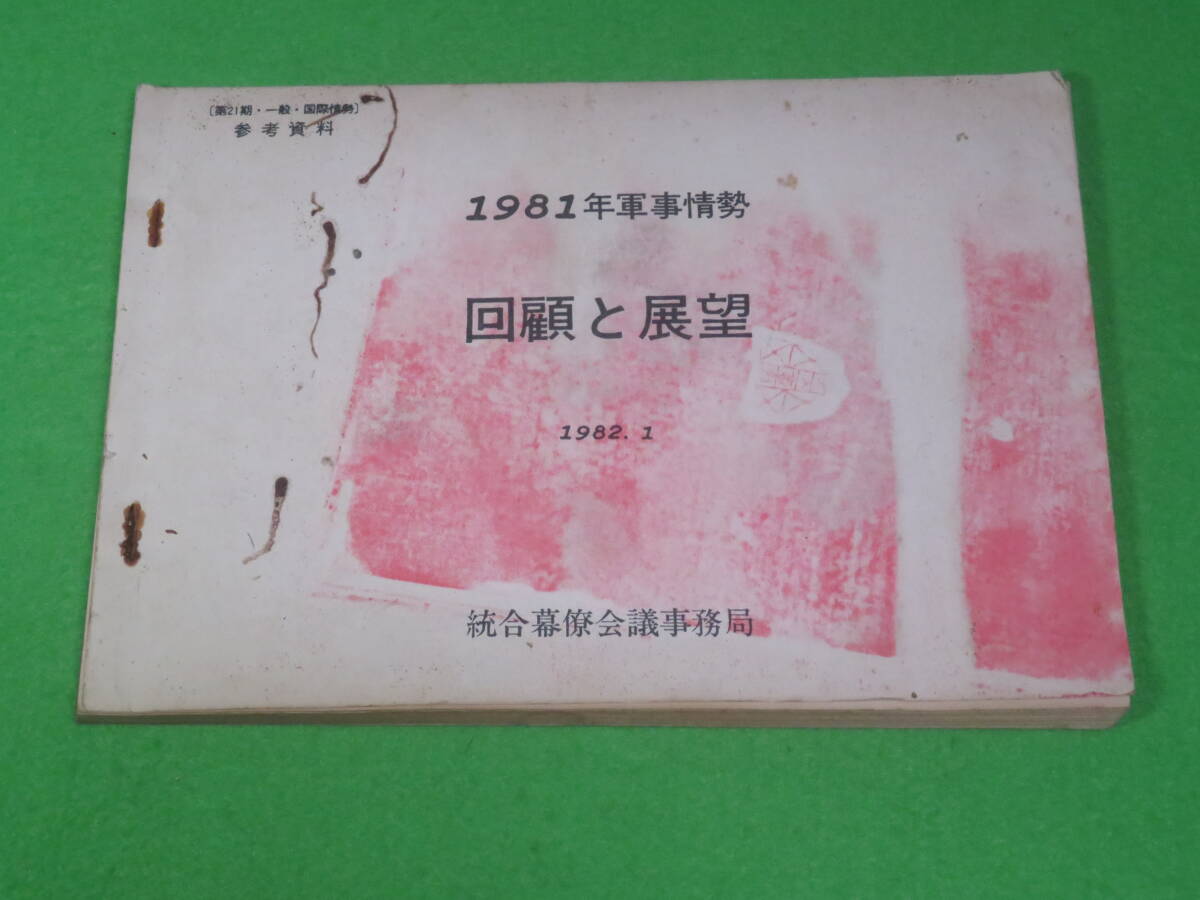 〔第21期・一般・国際情勢〕
参考資料
1981年軍事情勢
回顧と展望
1982. 1
統合幕僚会議事務局